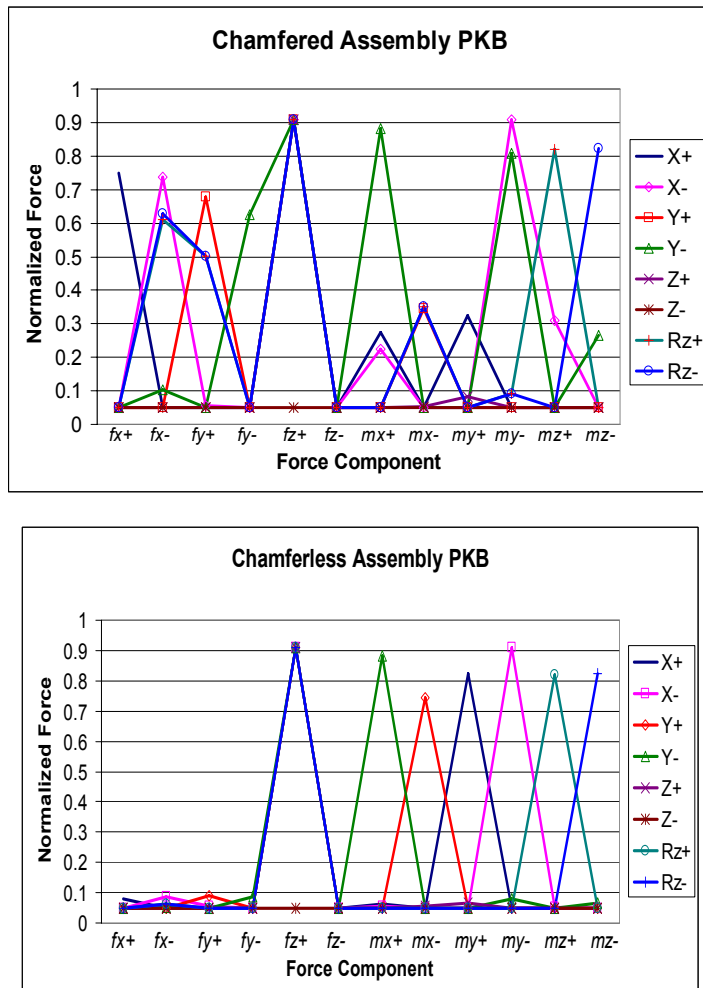 Chamfered Assembly PKB
Normalized Force
1
0.9
0.8
0.7
0.6
0.5
0.4
0.3
0.2
0.1
0
fx+ fx- fy+ fy- fz+ fz- mx+ mx- my+ my- mz+ mz-
Force Component
X+
X-
Y+
Y-
Z+
Z-
Rz+
Rz-
Chamferless Assembly PKB
Normalized Force
1
0.9
0.8
0.7
0.6
0.5
0.4
0.3
0.2
0.1
0
fx+ fx- fy+ fy- fz+ fz- mx+ mx- my+ my- mz+ mz-
Force Component
X+
X-
Y+
Y-
Z+
Z-
Rz+
Rz-